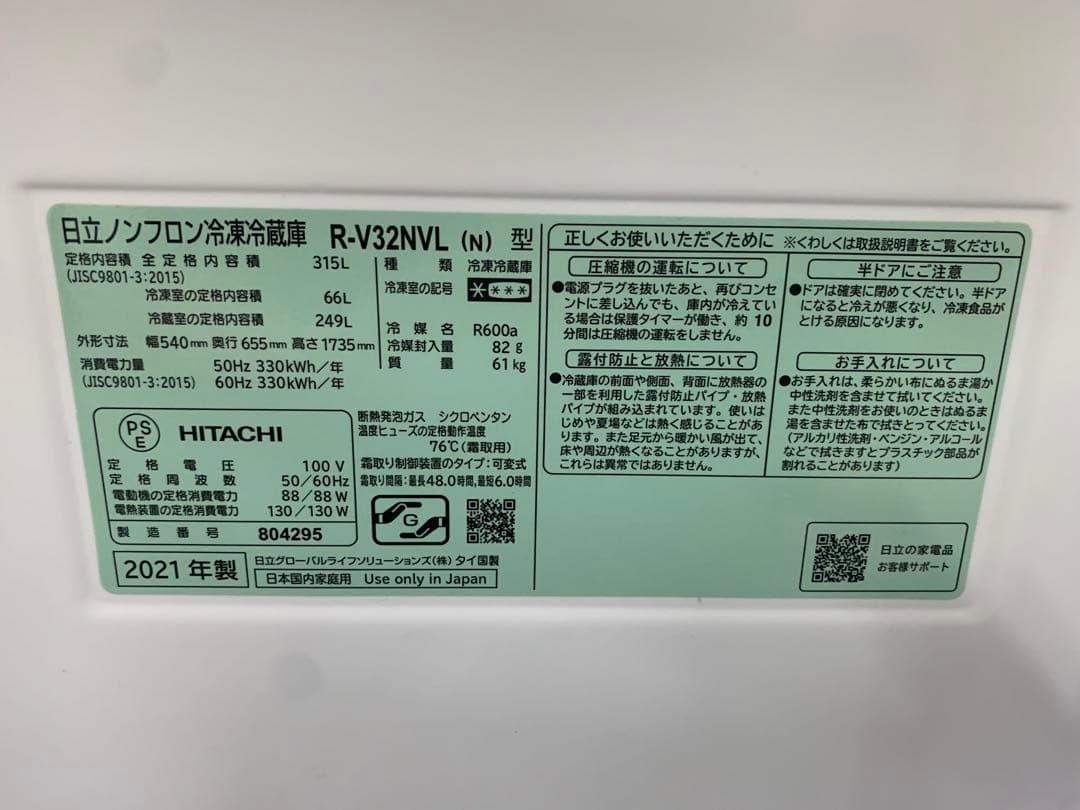 日立ノンフロン冷凍冷蔵庫 R-V32NVL (N) 型
定格内容積 全定格内容積 315L
(JISC9801-3:2015)
冷凍室の定格内容積 66L
冷蔵室の定格内容積 249L
外形寸法 幅540mm 奥行655mm 高さ1735mm
消費電力量 50Hz 330kWh/年
(JISC9801-3:2015) 60Hz 330kWh/年
種類 冷凍冷蔵庫
冷凍室の記号 ****
冷媒名 R600a
冷媒封入量 82g
質量 61kg
PS
E
HITACHI
定格電圧 100V
定格周波数 50/60Hz
電動機の定格消費電力 88/88W
電熱装置の定格消費電力 130/130W
製造番号 804295
断熱発泡ガス シクロペンタン
温度ヒューズの定格動作温度
76℃(霜取用)
霜取り制御装置のタイプ:可変式
霜取り間隔:最長48.0時間,最短6.0時間
G
2021年製
日立グローバルライフソリューションズ(株) タイ国製
日本国内家庭用 Use only in Japan
正しくお使いいただくために ※くわしくは取扱説明書をご覧ください。
圧縮機の運転について
●電源プラグを抜いたあと、再びコンセ
ントに差し込んでも、庫内が冷えてい
る場合は保護タイマーが働き、約10
分間は圧縮機の運転をしません。
露付防止と放熱について
●冷蔵庫の前面や側面、背面に放熱器の
一部を利用した露付防止パイプ・放熱
パイプが組み込まれています。使いは
じめや夏場などは熱く感じることがあ
ります。また足元から暖かい風が出て、
床や周辺が熱くなることがありますが、
これらは異常ではありません。
半ドアにご注意
●ドアは確実に閉めてください。半ドア
になると冷えが悪くなり、冷凍食品が
とける原因になります。
お手入れについて
●お手入れは、柔らかい布にぬるま湯か
中性洗剤を含ませて拭いてください。
また中性洗剤をお使いのときはぬるま
湯を含ませた布で拭きとってください。
(アルカリ性洗剤・ベンジン・アルコール
などで拭きますとプラスチック部品が
割れることがあります)
日立の家電品
お客様サポート